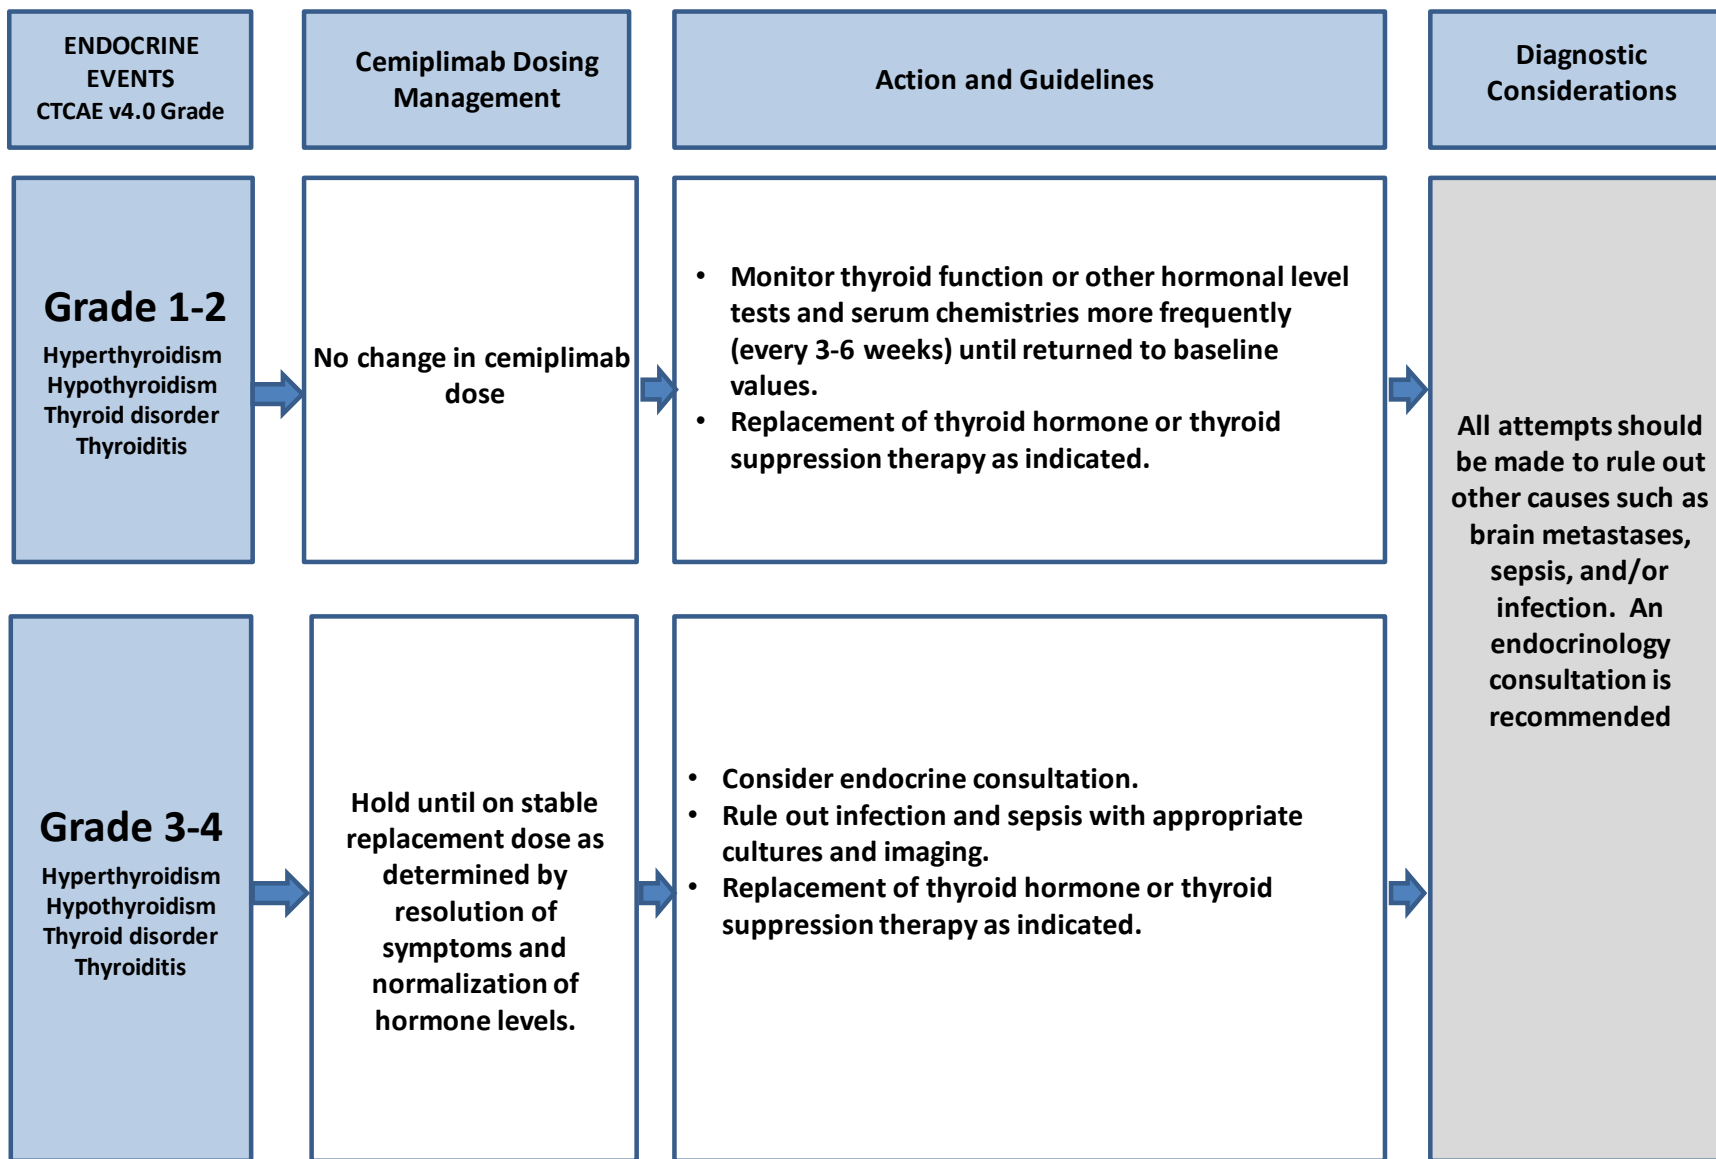 ENDOCRINE
EVENTS
CTCAE v4.0 Grade
Cemiplimab Dosing
Management
Action and Guidelines
Diagnostic
Considerations
Grade 1-2
Hyperthyroidism
Hypothyroidism
Thyroid disorder
Thyroiditis
No change in cemiplimab
dose
• Monitor thyroid function or other hormonal level
tests and serum chemistries more frequently
(every 3-6 weeks) until returned to baseline
values.
• Replacement of thyroid hormone or thyroid
suppression therapy as indicated.
All attempts should
be made to rule out
other causes such as
brain metastases,
sepsis, and/or
infection.  An
endocrinology
consultation is
recommended
Grade 3-4
Hyperthyroidism
Hypothyroidism
Thyroid disorder
Thyroiditis
Hold until on stable
replacement dose as
determined by
resolution of
symptoms and
normalization of
hormone levels.
• Consider endocrine consultation.
• Rule out infection and sepsis with appropriate
cultures and imaging.
• Replacement of thyroid hormone or thyroid
suppression therapy as indicated.